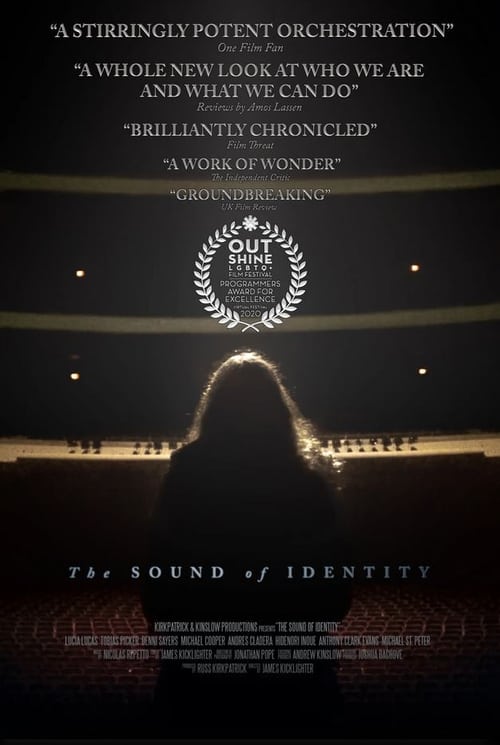 “A STIRRINGLY POTENT ORCHESTRATION”
One Film Fan
“A WHOLE NEW LOOK AT WHO WE ARE
AND WHAT WE CAN DO”
Reviews by Amos Lassen
“BRILLIANTLY CHRONICLED”
Film Threat
“A WORK OF WONDER”
The Independent Critic
“GROUNDBREAKING”
UK Film Review
OUT
SHINE
LGBTQ+
FILM FESTIVAL
PROGRAMMERS
AWARD FOR
EXCELLENCE
VIRTUAL FESTIVAL
2020
The SOUND of IDENTITY
KIRKPATRICK & KINSLOW PRODUCTIONS PRESENTS "THE SOUND OF IDENTITY"
LUCIA LUCAS TOBIAS PICKER DENNI SAYERS MICHAEL COOPER ANDRES CLADERA HIDENORI INOUE ANTHONY CLARK EVANS MICHAEL ST. PETER
NICOLAS REPETTO JAMES KICKLIGHTER JONATHAN POPE ANDREW KINSLOW JOSHUA BAGROVE
RUSS KIRKPATRICK JAMES KICKLIGHTER